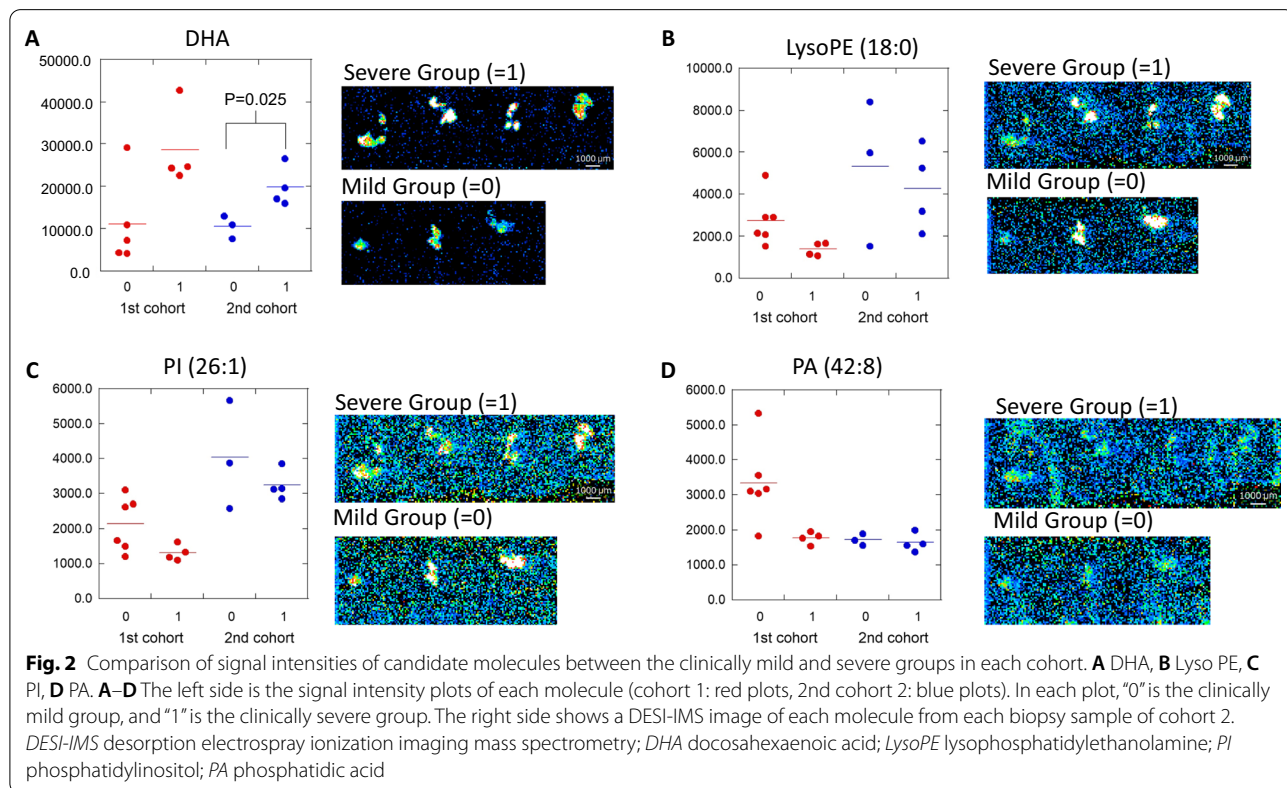 A
DHA
50000.0
40000.0
30000.0
20000.0
10000.0
0.0
P=0.025
0 1 0 1
1st cohort 2nd cohort
Severe Group (=1)
1000 µm
Mild Group (=0)
B
LysoPE (18:0)
10000.0
8000.0
6000.0
4000.0
2000.0
0.0
0 1 0 1
1st cohort 2nd cohort
Severe Group (=1)
1000 µm
Mild Group (=0)
C
PI (26:1)
6000.0
5000.0
4000.0
3000.0
2000.0
1000.0
0.0
0 1 0 1
1st cohort 2nd cohort
Severe Group (=1)
1000 µm
Mild Group (=0)
D
PA (42:8)
6000.0
5000.0
4000.0
3000.0
2000.0
1000.0
0.0
0 1 0 1
1st cohort 2nd cohort
Severe Group (=1)
1000 µm
Mild Group (=0)
Fig. 2 Comparison of signal intensities of candidate molecules between the clinically mild and severe groups in each cohort. A DHA, B Lyso PE, C
PI, D PA. A–D The left side is the signal intensity plots of each molecule (cohort 1: red plots, 2nd cohort 2: blue plots). In each plot, “0” is the clinically
mild group, and “1” is the clinically severe group. The right side shows a DESI-IMS image of each molecule from each biopsy sample of cohort 2.
DESI-IMS desorption electrospray ionization imaging mass spectrometry; DHA docosahexaenoic acid; LysoPE lysophosphatidylethanolamine; PI
phosphatidylinositol; PA phosphatidic acid